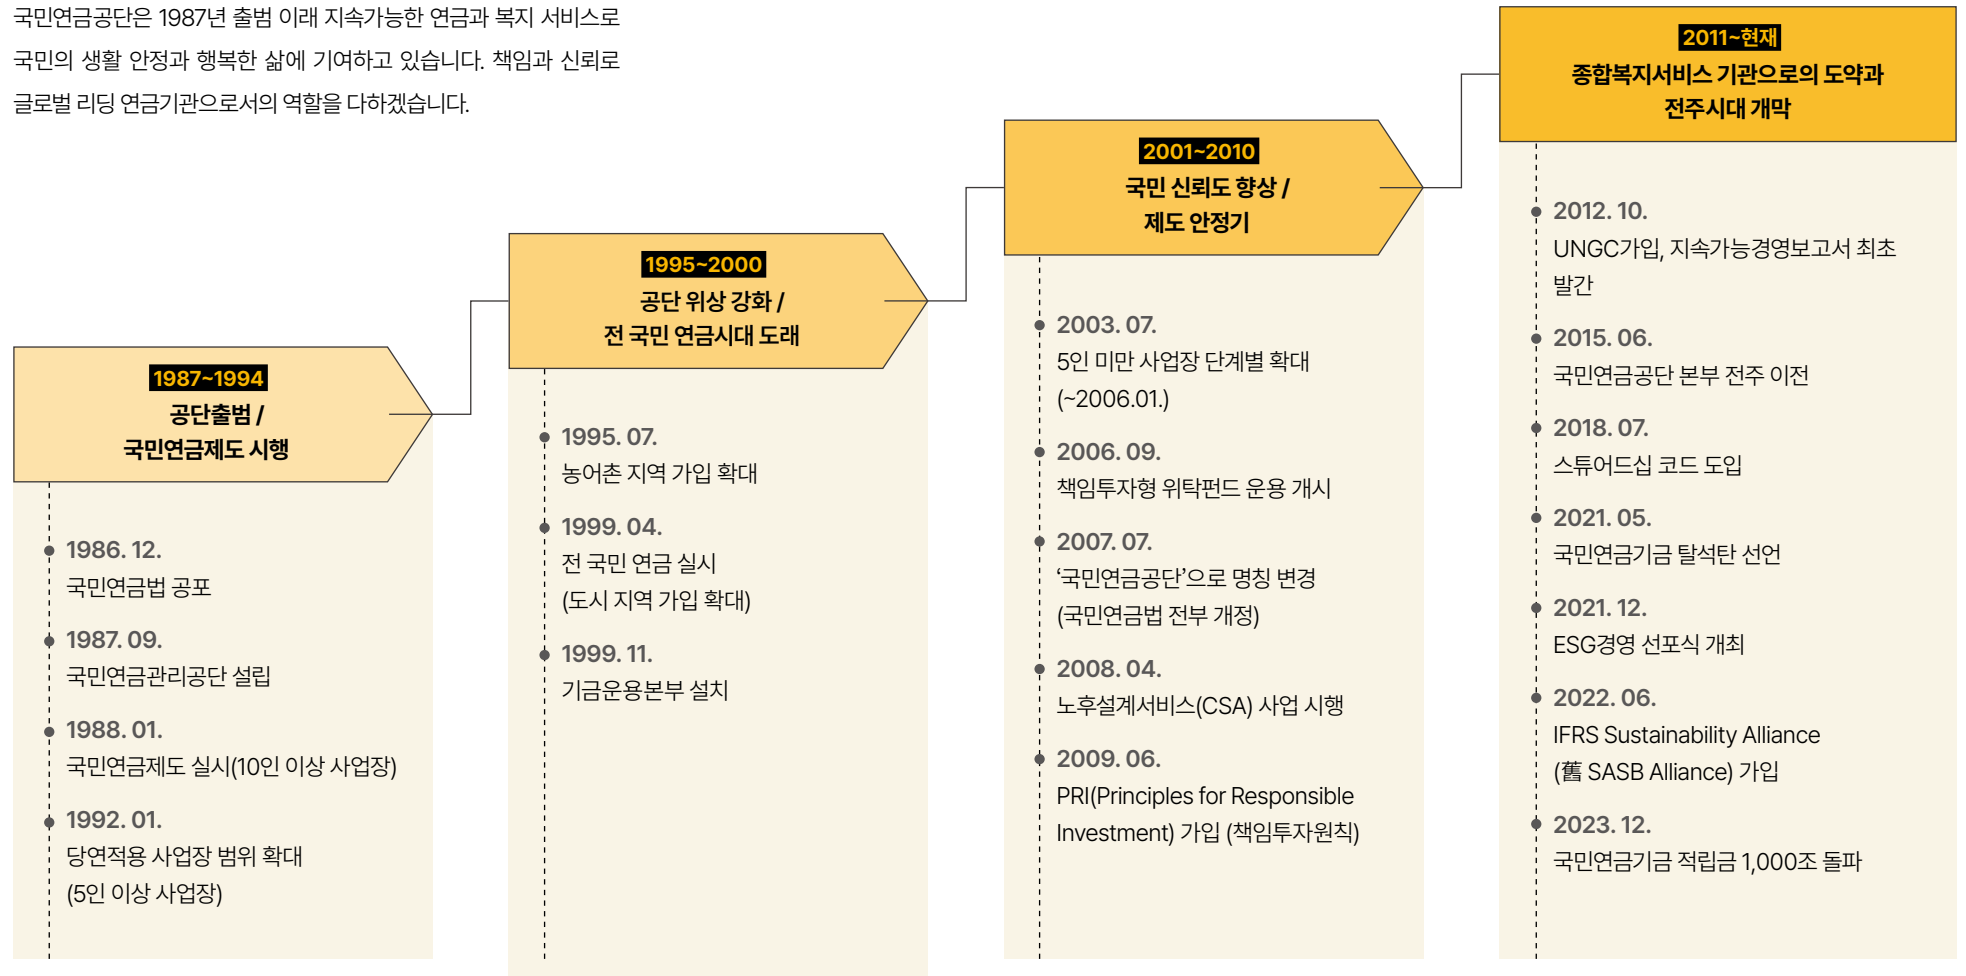 국민연금공단은 1987년 출범 이래 지속가능한 연금과 복지 서비스로
국민의 생활 안정과 행복한 삶에 기여하고 있습니다. 책임과 신뢰로
글로벌 리딩 연금기관으로서의 역할을 다하겠습니다.
1987~1994
공단출범 /
국민연금제도 시행
1986. 12.
국민연금법 공포
1987. 09.
국민연금관리공단 설립
1988. 01.
국민연금제도 실시(10인 이상 사업장)
1992. 01.
당연적용 사업장 범위 확대
(5인 이상 사업장)
1995~2000
공단 위상 강화 /
전 국민 연금시대 도래
1995. 07.
농어촌 지역 가입 확대
1999. 04.
전 국민 연금 실시
(도시 지역 가입 확대)
1999. 11.
기금운용본부 설치
2001~2010
국민 신뢰도 향상 /
제도 안정기
2003. 07.
5인 미만 사업장 단계별 확대
(~2006.01.)
2006. 09.
책임투자형 위탁펀드 운용 개시
2007. 07.
‘국민연금공단’으로 명칭 변경
(국민연금법 전부 개정)
2008. 04.
노후설계서비스(CSA) 사업 시행
2009. 06.
PRI(Principles for Responsible
Investment) 가입 (책임투자원칙)
2011~현재
종합복지서비스 기관으로의 도약과
전주시대 개막
2012. 10.
UNGC가입, 지속가능경영보고서 최초
발간
2015. 06.
국민연금공단 본부 전주 이전
2018. 07.
스튜어드십 코드 도입
2021. 05.
국민연금기금 탈석탄 선언
2021. 12.
ESG경영 선포식 개최
2022. 06.
IFRS Sustainability Alliance
(舊 SASB Alliance) 가입
2023. 12.
국민연금기금 적립금 1,000조 돌파